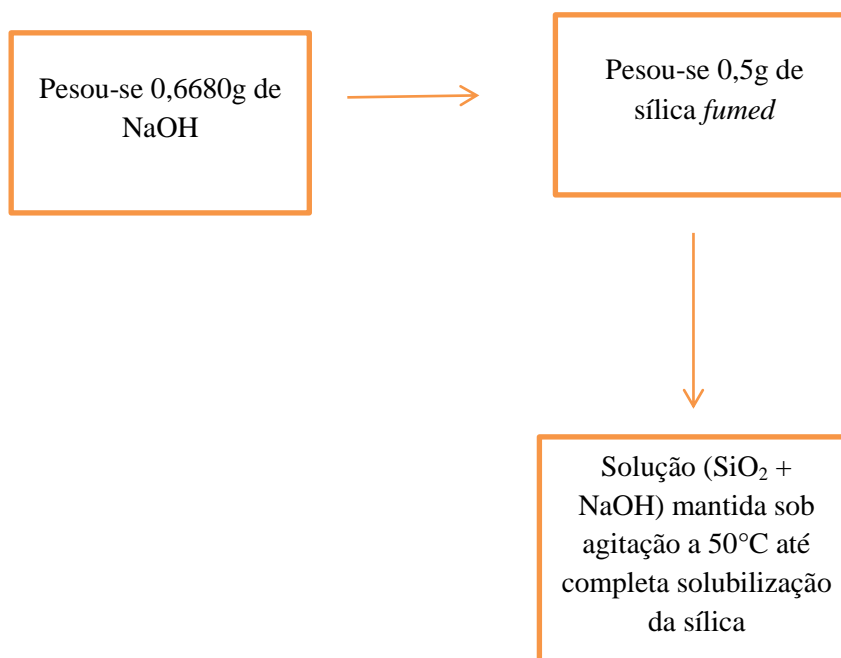 Pesou-se 0,6680g de
NaOH
Pesou-se 0,5g de
sílica fumed
Solução (SiO₂ +
NaOH) mantida sob
agitação a 50°C até
completa solubilização
da sílica